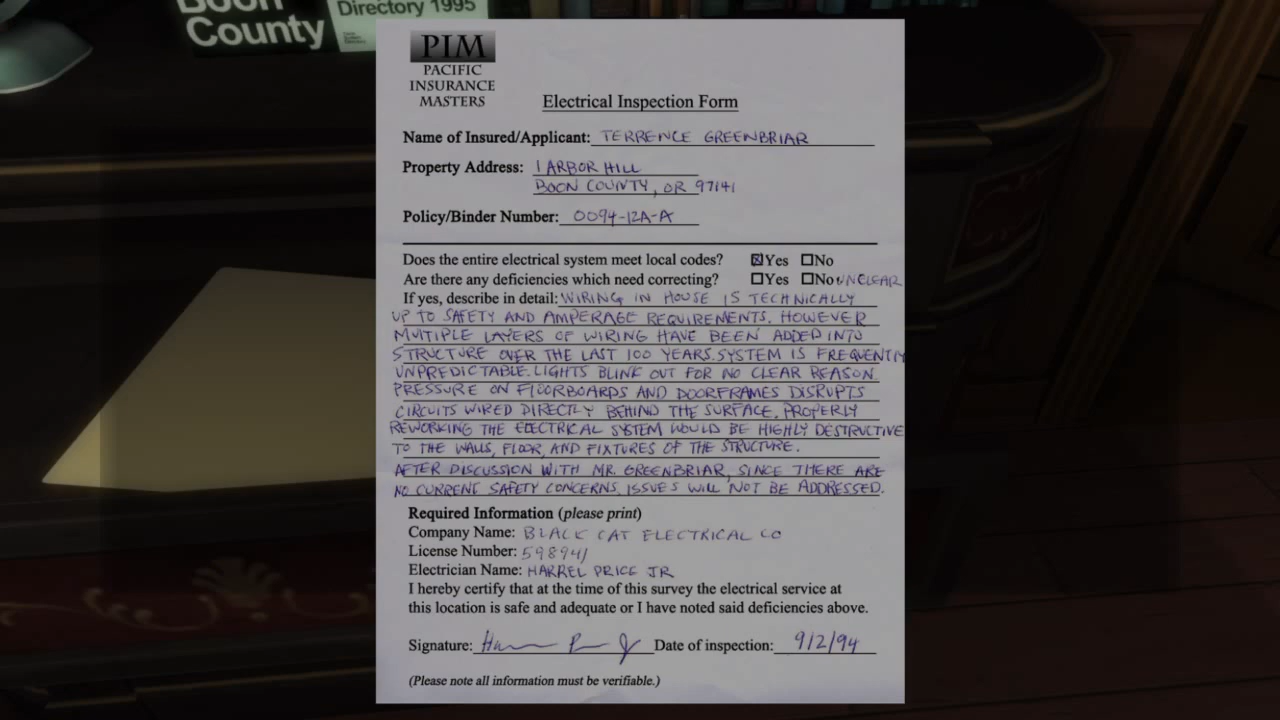 Boon
County
Directory 1995
PIM
PACIFIC
INSURANCE
MASTERS
Electrical Inspection Form
Name of Insured/Applicant: TERRENCE GREENBRIAR
Property Address: 1 ARBOR HILL
BOON COUNTY, OR 97141
Policy/Binder Number: 0094-12A-A
Does the entire electrical system meet local codes? ☒Yes ☐No
Are there any deficiencies which need correcting? ☐Yes ☐No UNCLEAR
If yes, describe in detail: WIRING IN HOUSE IS TECHNICALLY
UP TO SAFETY AND AMPERAGE REQUIREMENTS. HOWEVER
MULTIPLE LAYERS OF WIRING HAVE BEEN ADDED INTO
STRUCTURE OVER THE LAST 100 YEARS. SYSTEM IS FREQUENTLY
UNPREDICTABLE. LIGHTS BLINK OUT FOR NO CLEAR REASON.
PRESSURE ON FLOORBOARDS AND DOORFRAMES DISRUPTS
CIRCUITS WIRED DIRECTLY BEHIND THE SURFACE. PROPERLY
REWORKING THE ELECTRICAL SYSTEM WOULD BE HIGHLY DESTRUCTIVE
TO THE WALLS, FLOOR, AND FIXTURES OF THE STRUCTURE.
AFTER DISCUSSION WITH MR. GREENBRIAR, SINCE THERE ARE
NO CURRENT SAFETY CONCERNS, ISSUES WILL NOT BE ADDRESSED.
Required Information (please print)
Company Name: BLACK CAT ELECTRICAL CO
License Number: 598941
Electrician Name: HARREL PRICE JR
I hereby certify that at the time of this survey the electrical service at
this location is safe and adequate or I have noted said deficiencies above.
Signature: Date of inspection: 9/2/94
(Please note all information must be verifiable.)